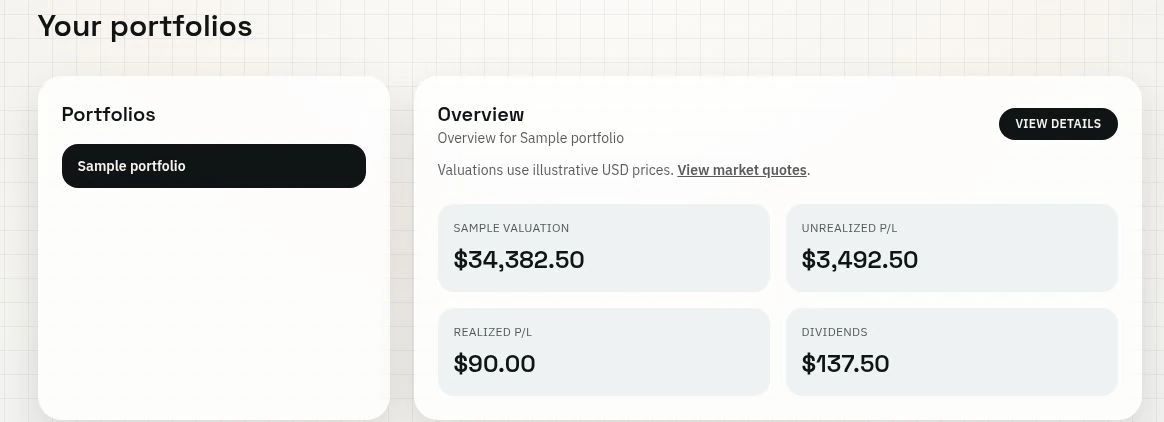 Your portfolios
Portfolios
Sample portfolio
Overview
Overview for Sample portfolio
VIEW DETAILS
Valuations use illustrative USD prices. View market quotes.
SAMPLE VALUATION
$34,382.50
UNREALIZED P/L
$3,492.50
REALIZED P/L
$90.00
DIVIDENDS
$137.50